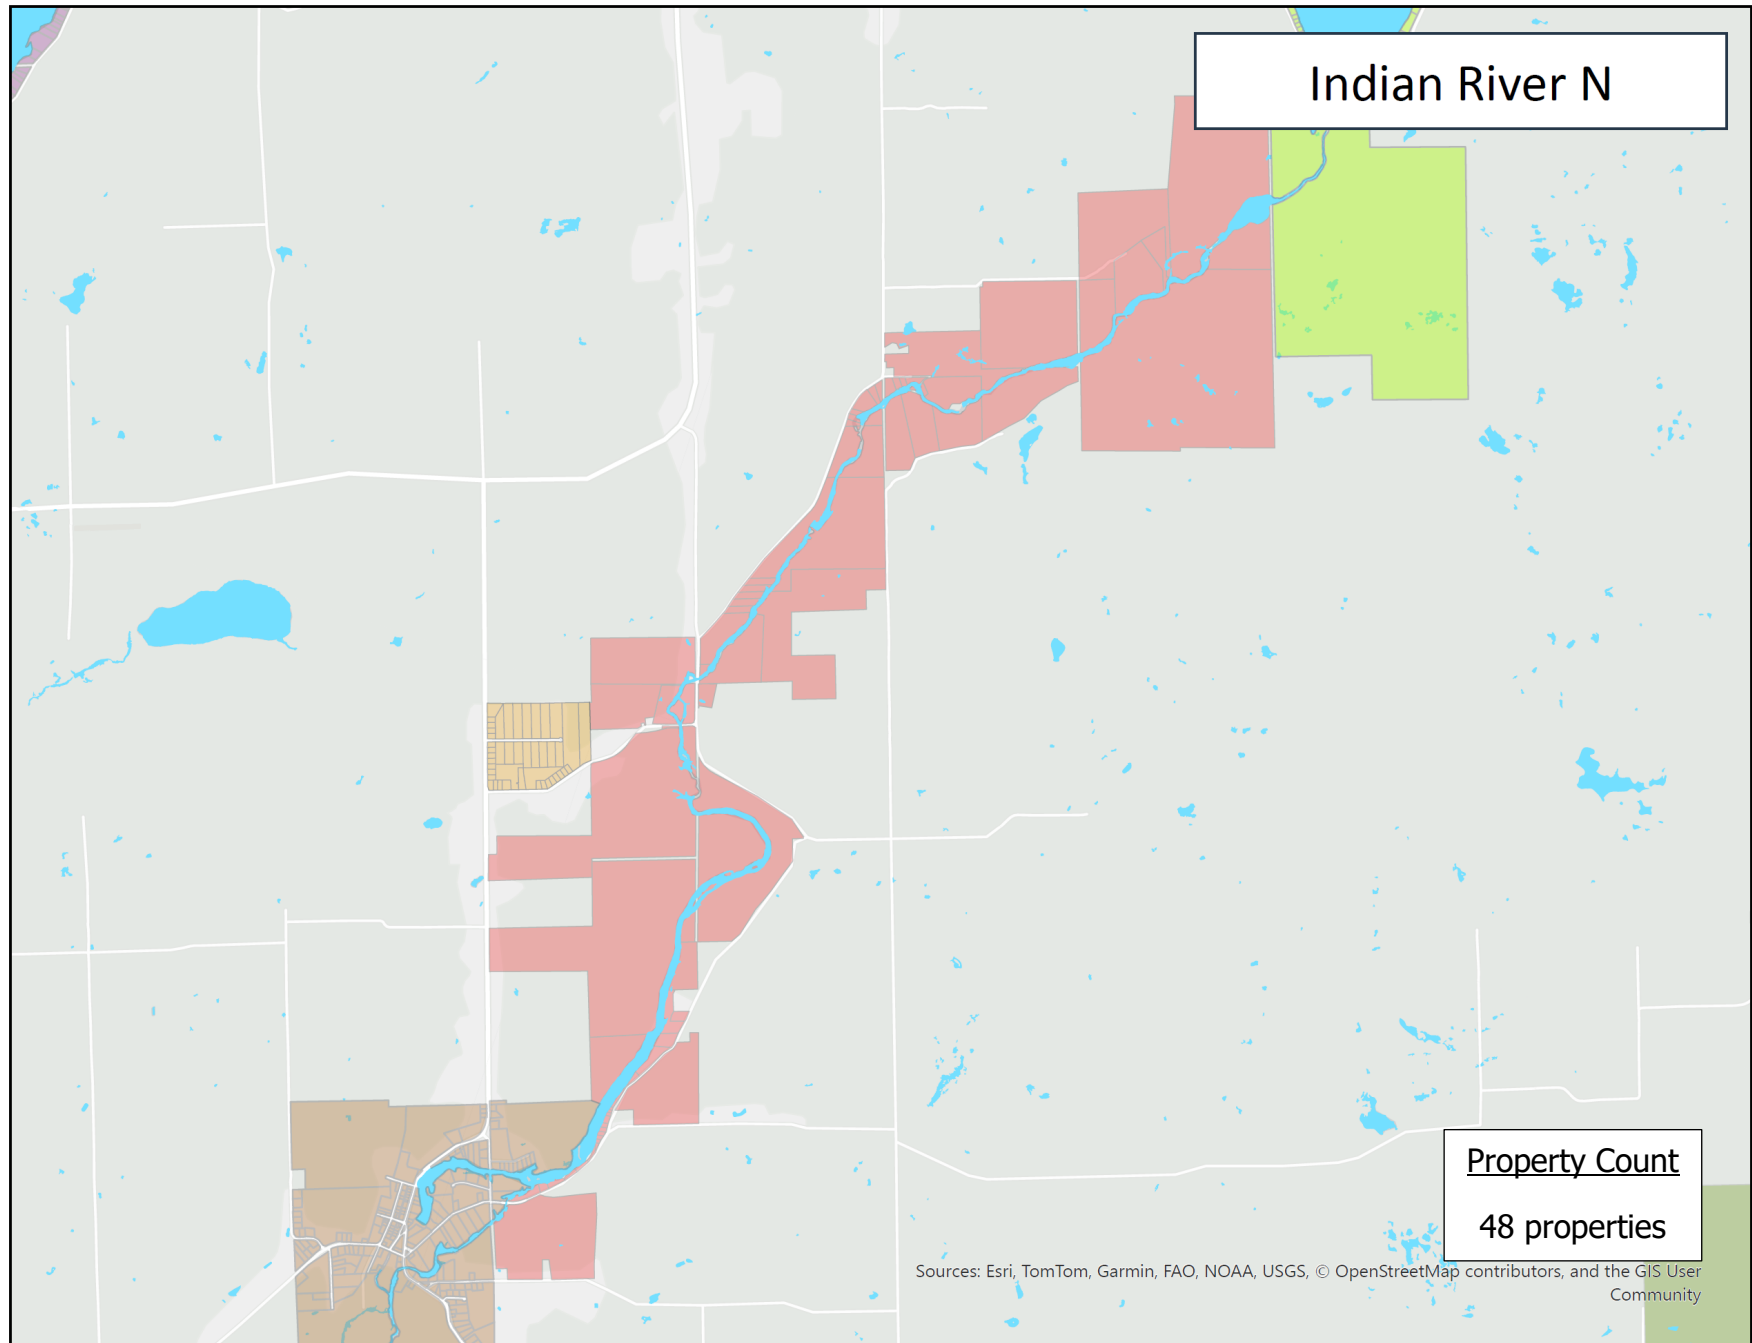 Indian River N
Property Count
48 properties
Sources: Esri, TomTom, Garmin, FAO, NOAA, USGS, © OpenStreetMap contributors, and the GIS User
Community